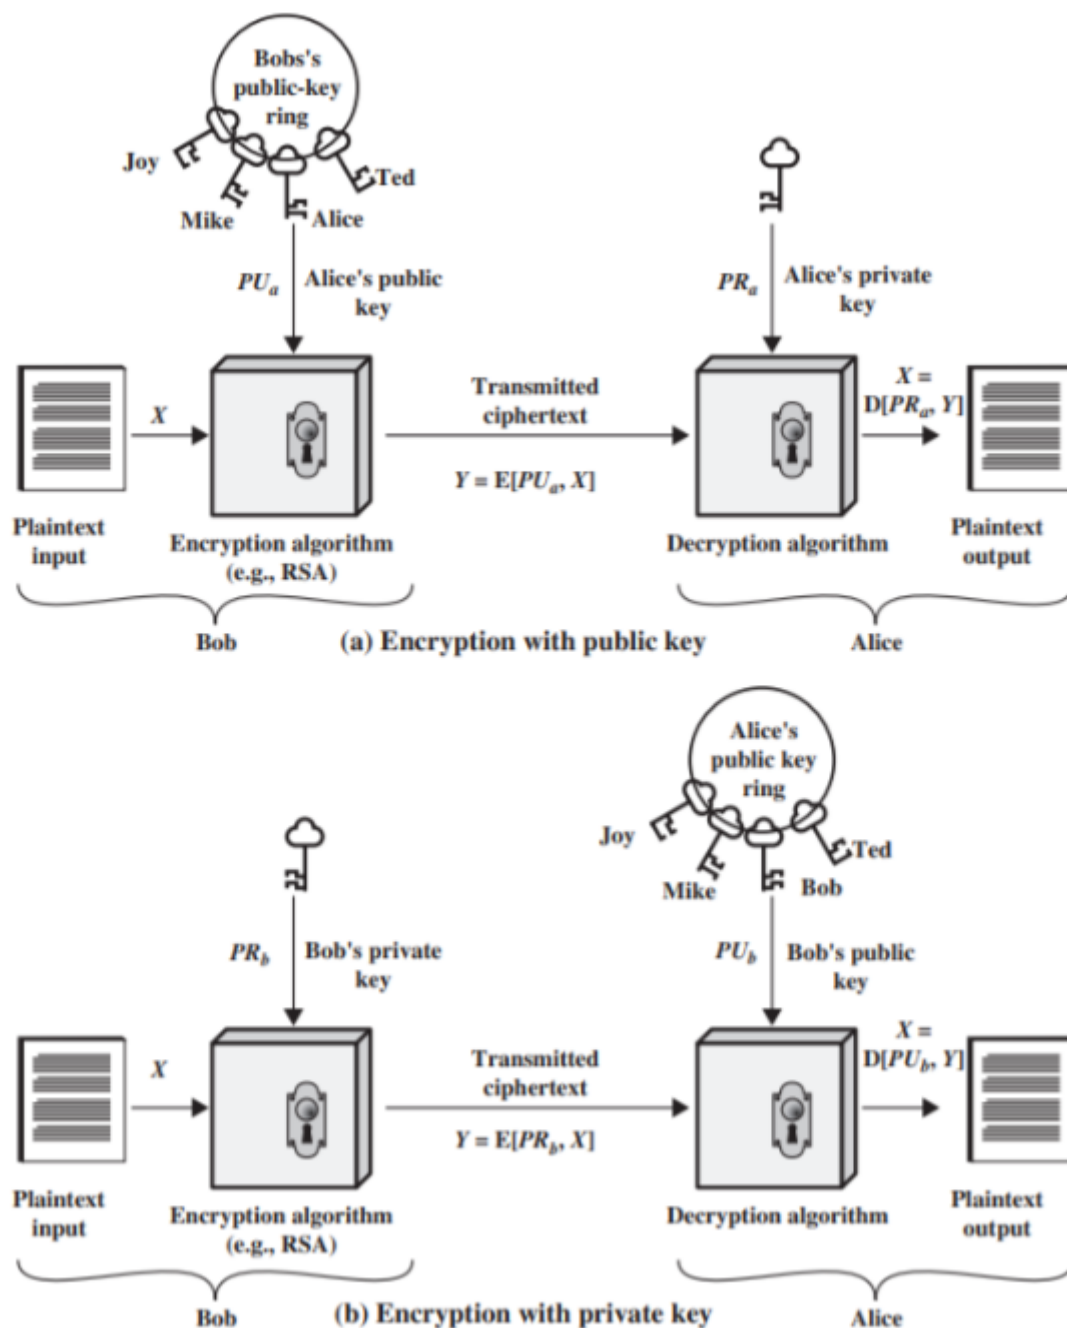 Bobs's
public-key
ring
Joy
Ted
Mike
Alice
PUa
Alice's public
key
PRa
Alice's private
key
X
Transmitted
ciphertext
X =
D[PRa, Y]
Y = E[PUa, X]
Plaintext
input
Encryption algorithm
(e.g., RSA)
Decryption algorithm
Plaintext
output
Bob
(a) Encryption with public key
Alice
Alice's
public key
ring
Joy
Ted
Mike
Bob
PRb
Bob's private
key
PUb
Bob's public
key
X
Transmitted
ciphertext
X =
D[PUb, Y]
Y = E[PRb, X]
Plaintext
input
Encryption algorithm
(e.g., RSA)
Decryption algorithm
Plaintext
output
Bob
(b) Encryption with private key
Alice